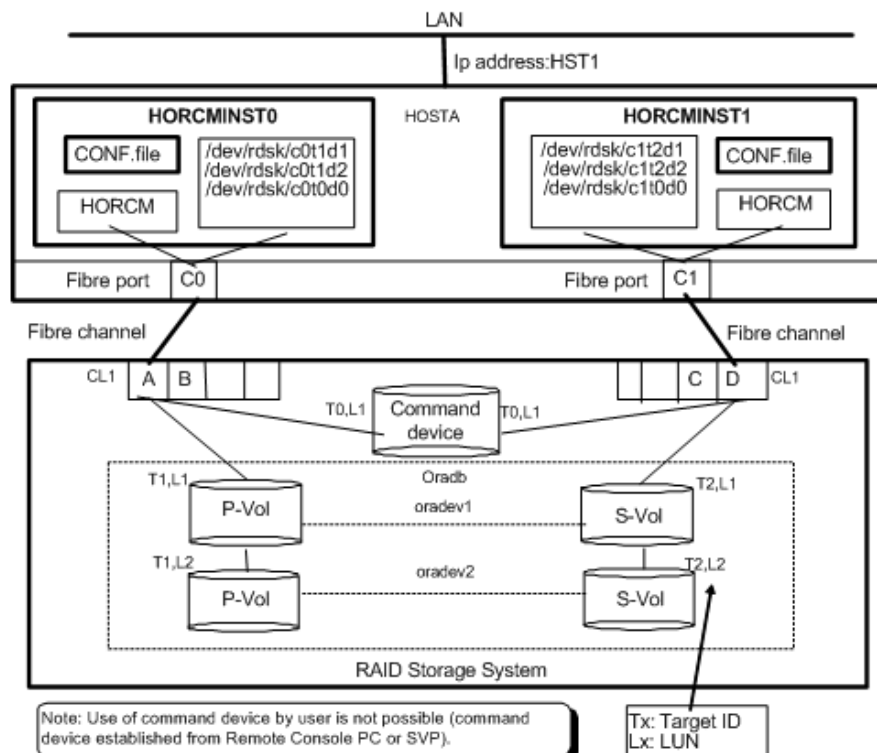 LAN
Ip address:HST1
HORCMINST0
HOSTA
HORCMINST1
CONF.file
/dev/rdsk/c0t1d1
/dev/rdsk/c0t1d2
/dev/rdsk/c0t0d0
HORCM
/dev/rdsk/c1t2d1
/dev/rdsk/c1t2d2
/dev/rdsk/c1t0d0
CONF.file
HORCM
Fibre port
C0
Fibre port
C1
Fibre channel
Fibre channel
CL1
A
B
C
D
CL1
T0,L1
Command
device
T0,L1
Oradb
T1,L1
P-Vol
oradev1
T2,L1
S-Vol
T1,L2
P-Vol
oradev2
T2,L2
S-Vol
RAID Storage System
Note: Use of command device by user is not possible (command
device established from Remote Console PC or SVP).
Tx: Target ID
Lx: LUN